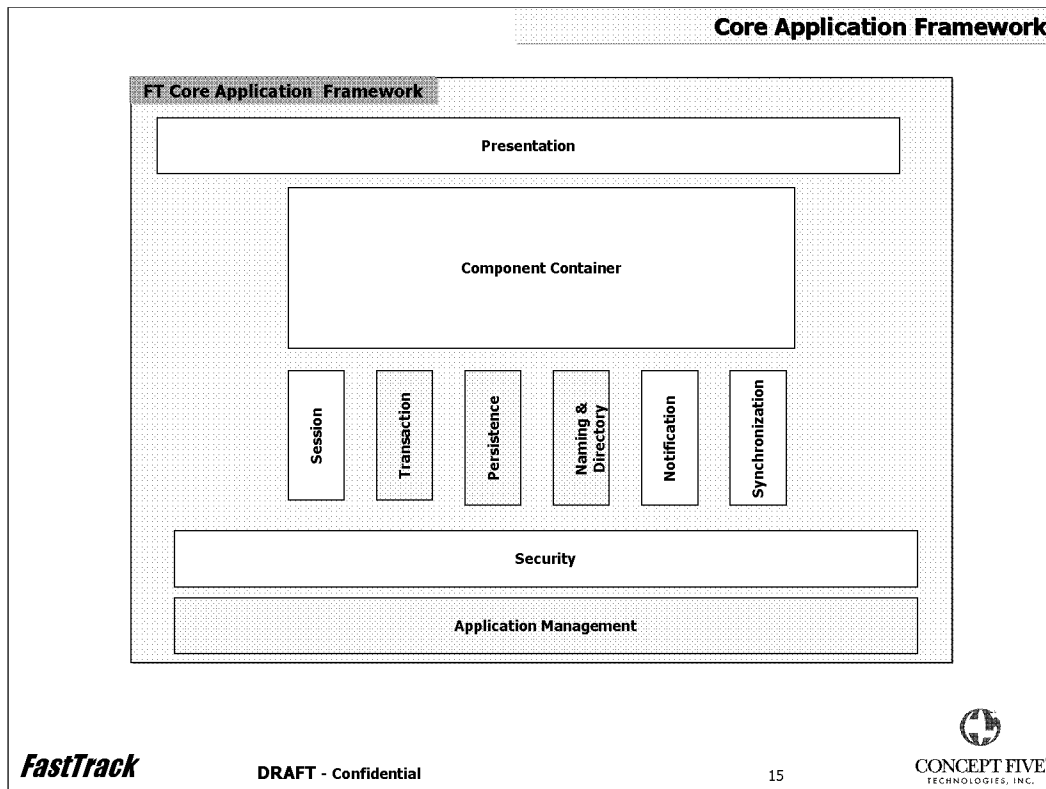 Core Application Framework
FT Core Application Framework
Presentation
Component Container
Session
Transaction
Persistence
Naming &
Directory
Notification
Synchronization
Security
Application Management
FastTrack
DRAFT - Confidential
15
CONCEPT FIVE
TECHNOLOGIES, INC.